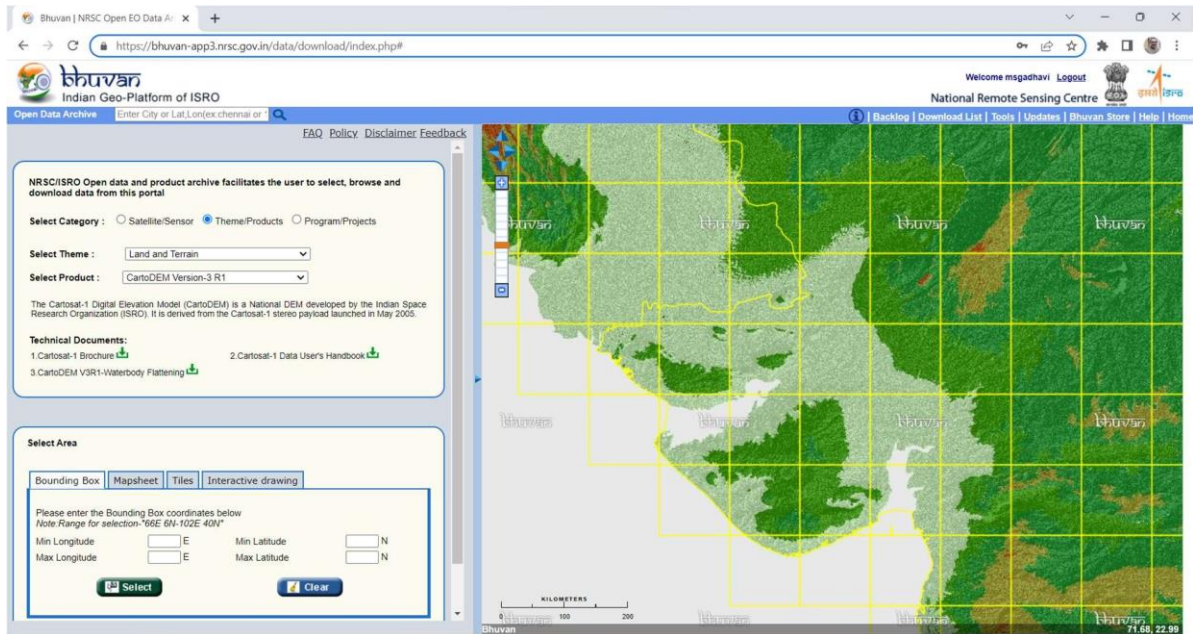 Bhuvan | NRSC Open EO Data Ar
https://bhuvan-app3.nrsc.gov.in/data/download/index.php#
bhuvan
Indian Geo-Platform of ISRO
Welcome msgadhavi Logout
National Remote Sensing Centre
इसरो isro
Open Data Archive
Enter City or Lat,Lon(ex:chennai or
| Backlog | Download List | Tools | Updates | Bhuvan Store | Help | Home
FAQ Policy Disclaimer Feedback
NRSC/ISRO Open data and product archive facilitates the user to select, browse and
download data from this portal
Select Category : Satellite/Sensor Theme/Products Program/Projects
Select Theme : Land and Terrain
Select Product : CartoDEM Version-3 R1
The Cartosat-1 Digital Elevation Model (CartoDEM) is a National DEM developed by the Indian Space
Research Organization (ISRO). It is derived from the Cartosat-1 stereo payload launched in May 2005.
Technical Documents:
1.Cartosat-1 Brochure 2.Cartosat-1 Data User's Handbook
3.CartoDEM V3R1-Waterbody Flattening
Select Area
Bounding Box Mapsheet Tiles Interactive drawing
Please enter the Bounding Box coordinates below
Note:Range for selection-"66E 6N-102E 40N"
Min Longitude E Min Latitude N
Max Longitude E Max Latitude N
Select Clear
bhuvan bhuvan bhuvan bhuvan
bhuvan bhuvan bhuvan bhuvan
KILOMETERS
0 100 200
bhuvan bhuvan bhuvan bhuvan
Bhuvan
71.68, 22.99